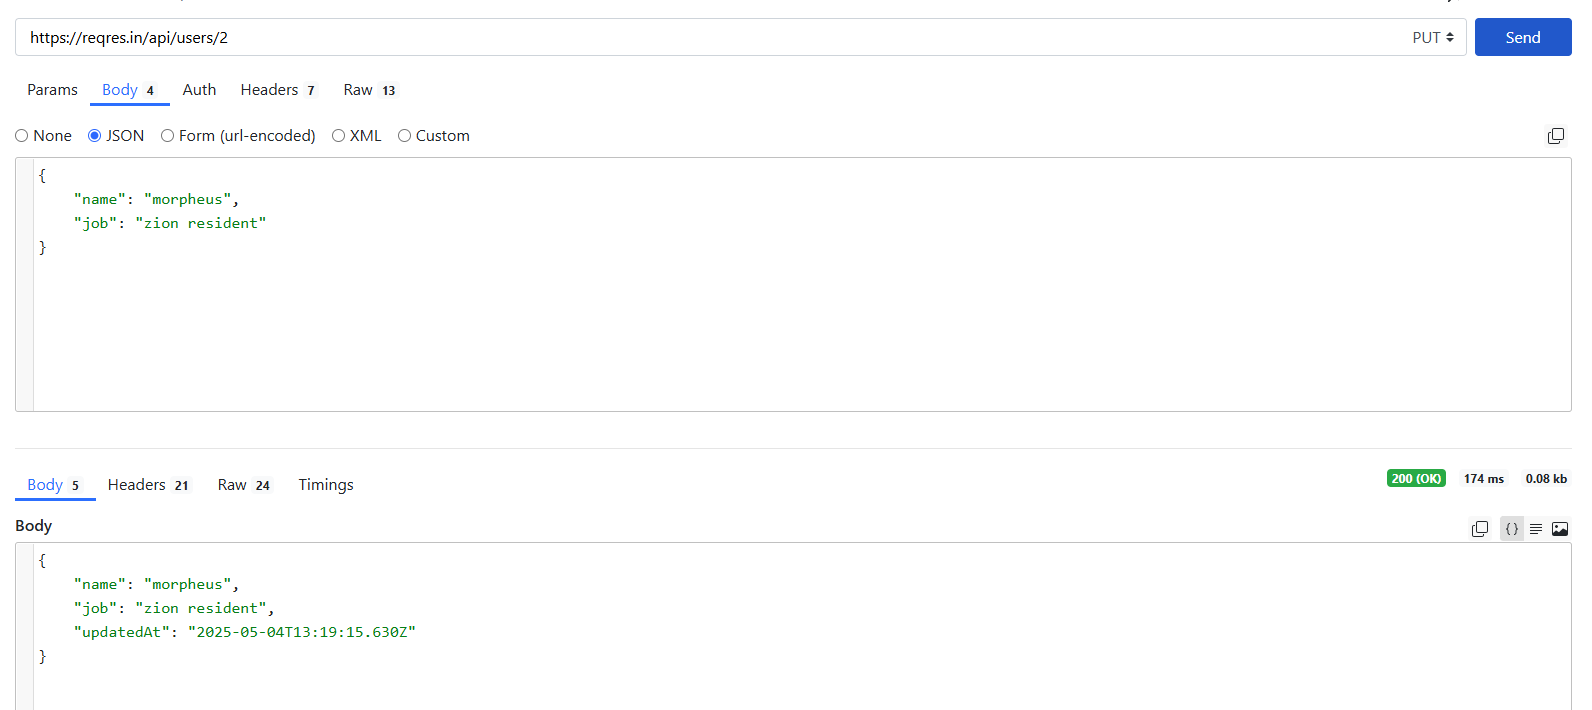 https://reqres.in/api/users/2 PUT Send
Params Body 4 Auth Headers 7 Raw 13
None JSON Form (url-encoded) XML Custom
{
"name": "morpheus",
"job": "zion resident"
}
Body 5 Headers 21 Raw 24 Timings 200 (OK) 174 ms 0.08 kb
Body {}
{
"name": "morpheus",
"job": "zion resident",
"updatedAt": "2025-05-04T13:19:15.630Z"
}